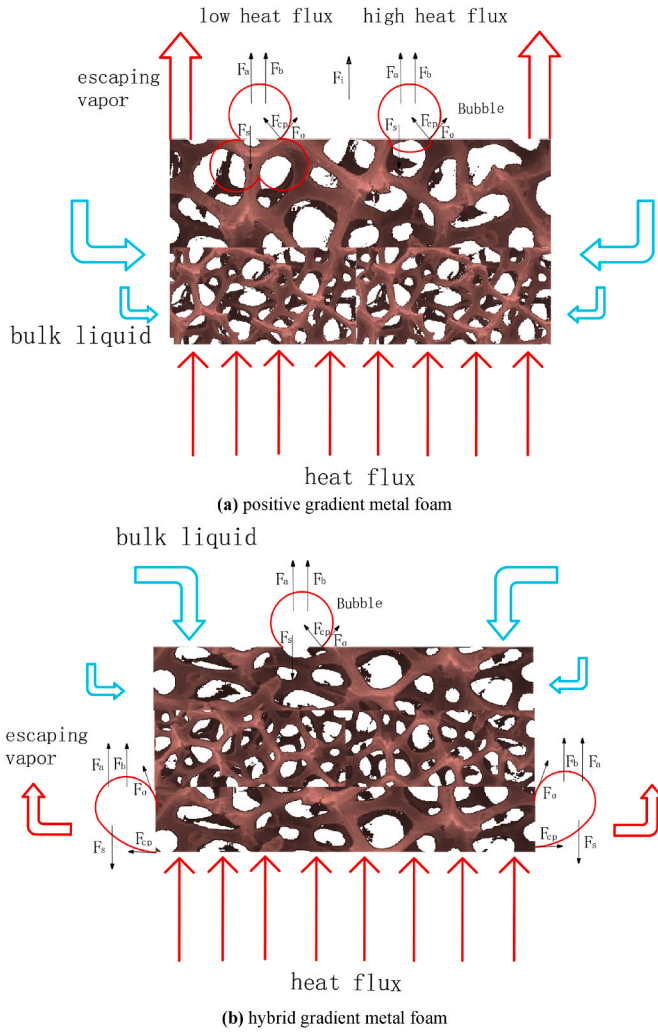 low heat flux high heat flux
escaping
vapor
Fa Fb Fi Fa Fb
Bubble
Fs Fcp Fσ Fs Fcp Fσ
bulk liquid
heat flux
(a) positive gradient metal foam
bulk liquid
Fa Fb
Bubble
Fs Fcp Fσ
escaping
vapor
Fa Fb Fσ Fb Fa
Fσ
Fs Fcp Fcp Fs
heat flux
(b) hybrid gradient metal foam